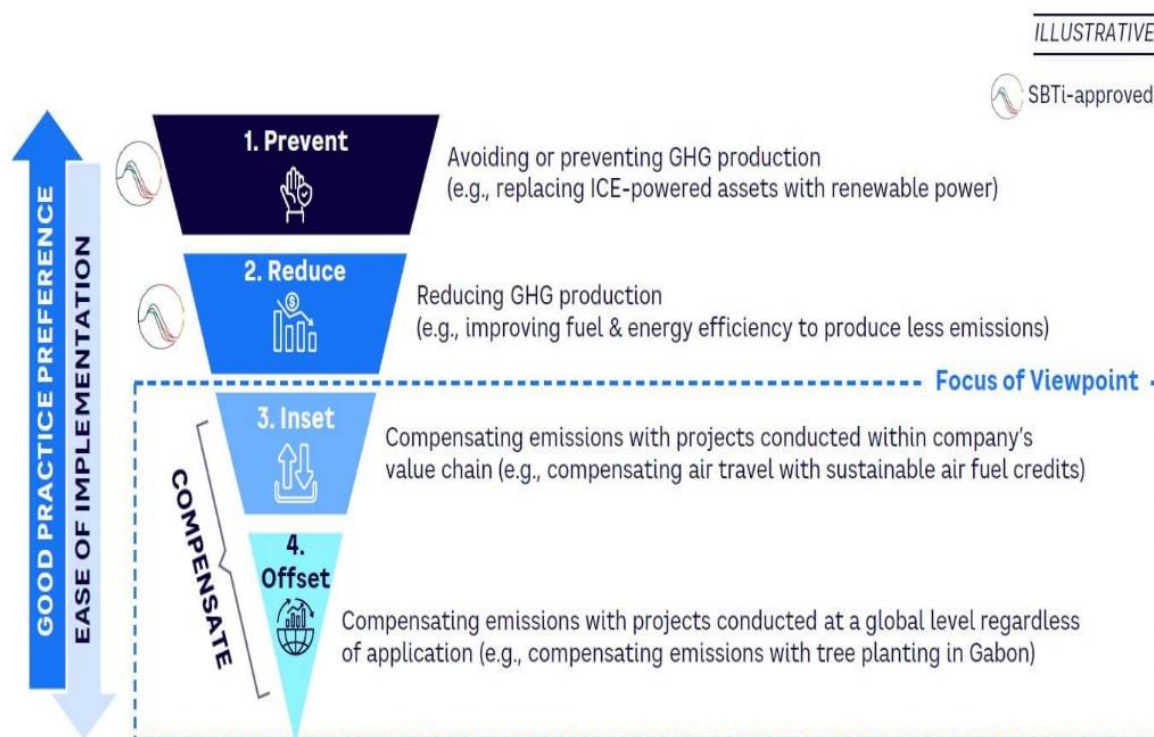 ILLUSTRATIVE
SBTi-approved
GOOD PRACTICE PREFERENCE
EASE OF IMPLEMENTATION
1. Prevent
Avoiding or preventing GHG production
(e.g., replacing ICE-powered assets with renewable power)
2. Reduce
Reducing GHG production
(e.g., improving fuel & energy efficiency to produce less emissions)
Focus of Viewpoint
COMPENSATE
3. Inset
Compensating emissions with projects conducted within company's
value chain (e.g., compensating air travel with sustainable air fuel credits)
4.
Offset
Compensating emissions with projects conducted at a global level regardless
of application (e.g., compensating emissions with tree planting in Gabon)